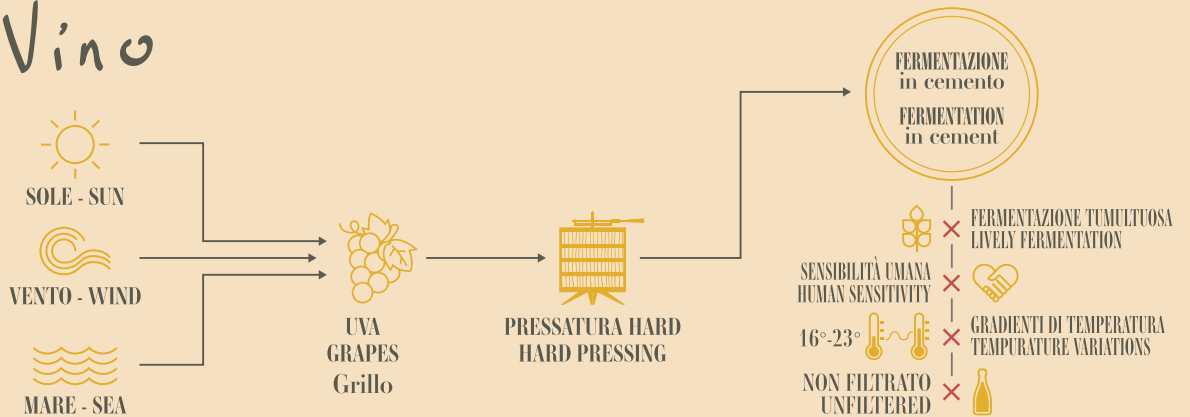 Vino
SOLE - SUN
VENTO - WIND
MARE - SEA
UVA
GRAPES
Grillo
PRESSATURA HARD
HARD PRESSING
FERMENTAZIONE
in cemento
FERMENTATION
in cement
FERMENTAZIONE TUMULTUOSA
LIVELY FERMENTATION
SENSIBILITÀ UMANA
HUMAN SENSITIVITY
16°-23°
GRADIENTI DI TEMPERATURA
TEMPURATURE VARIATIONS
NON FILTRATO
UNFILTERED